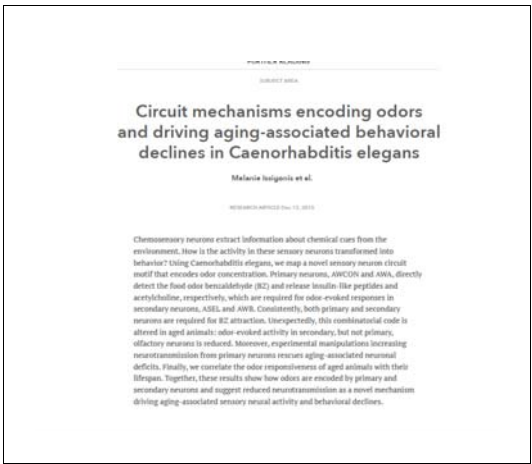 FURTHER READING
SUBJECT AREA
Circuit mechanisms encoding odors
and driving aging-associated behavioral
declines in Caenorhabditis elegans
Melanie Issigonis et al.
RESEARCH ARTICLE Dec 15, 2015
Chemosensory neurons extract information about chemical cues from the
environment. How is the activity in these sensory neurons transformed into
behavior? Using Caenorhabditis elegans, we map a novel sensory neuron circuit
motif that encodes odor concentration. Primary neurons, AWCON and AWA, directly
detect the food odor benzaldehyde (BZ) and release insulin-like peptides and
acetylcholine, respectively, which are required for odor-evoked responses in
secondary neurons, ASEL and AWB. Consistently, both primary and secondary
neurons are required for BZ attraction. Unexpectedly, this combinatorial code is
altered in aged animals: odor-evoked activity in secondary, but not primary,
olfactory neurons is reduced. Moreover, experimental manipulations increasing
neurotransmission from primary neurons rescues aging-associated neuronal
deficits. Finally, we correlate the odor responsiveness of aged animals with their
lifespan. Together, these results show how odors are encoded by primary and
secondary neurons and suggest reduced neurotransmission as a novel mechanism
driving aging-associated sensory neural activity and behavioral declines.